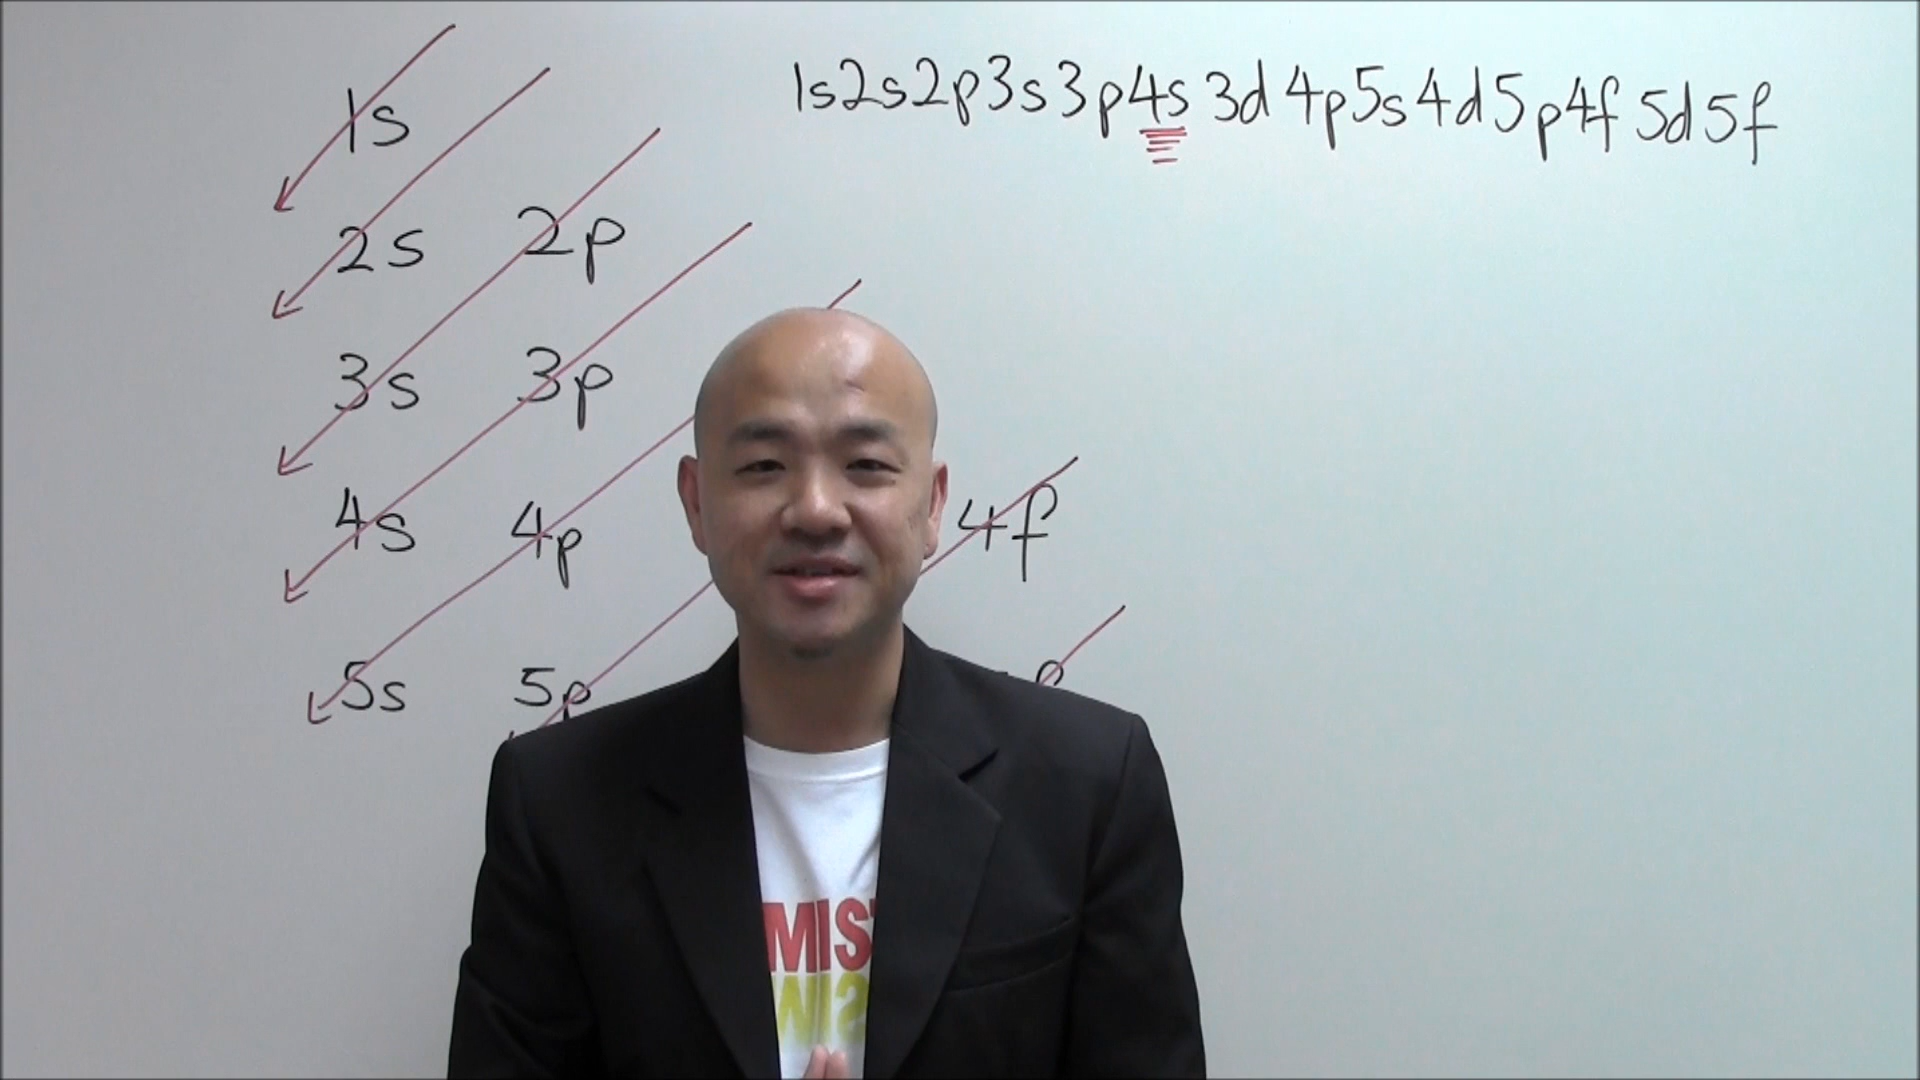 1s2s2p3s3p4s3d4p5s4d5p4f5d5f
1s
2s 2p
3s 3p
4s 4p 4f
5s 5p